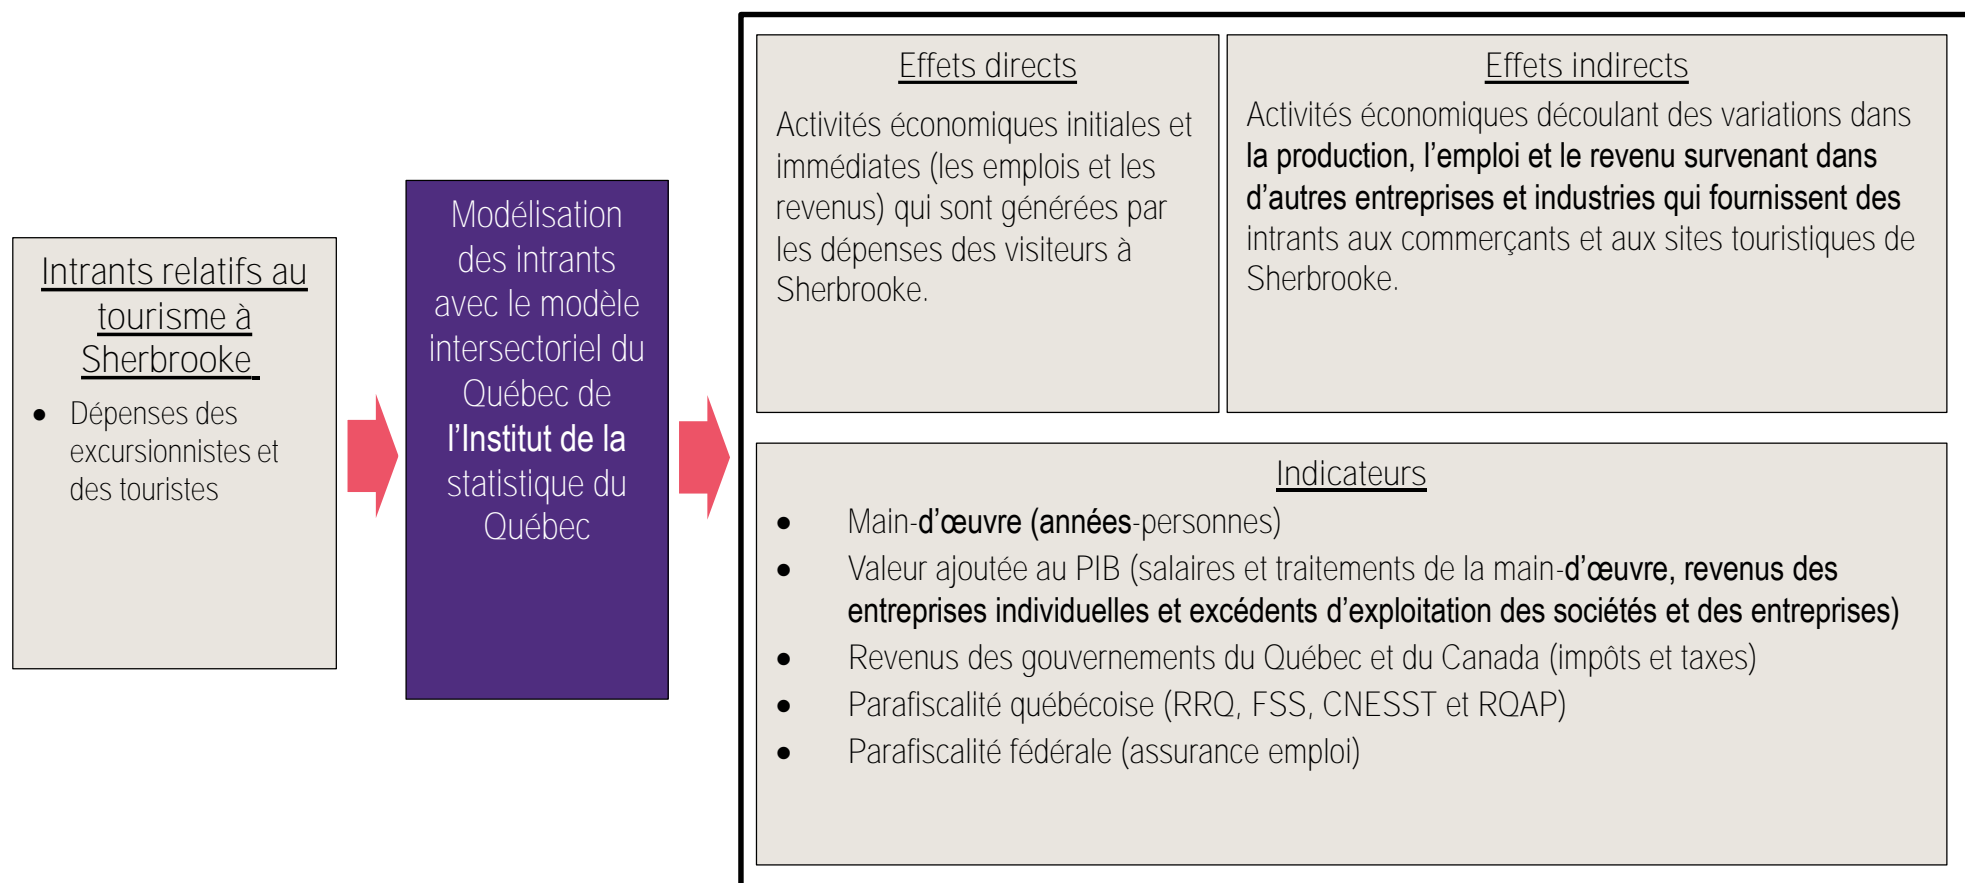 Intrants relatifs au
tourisme à
Sherbrooke
• Dépenses des
excursionnistes et
des touristes
Modélisation
des intrants
avec le modèle
intersectoriel du
Québec de
l’Institut de la
statistique du
Québec
Effets directs
Activités économiques initiales et
immédiates (les emplois et les
revenus) qui sont générées par
les dépenses des visiteurs à
Sherbrooke.
Effets indirects
Activités économiques découlant des variations dans
la production, l’emploi et le revenu survenant dans
d’autres entreprises et industries qui fournissent des
intrants aux commerçants et aux sites touristiques de
Sherbrooke.
Indicateurs
• Main-d’œuvre (années-personnes)
• Valeur ajoutée au PIB (salaires et traitements de la main-d’œuvre, revenus des
entreprises individuelles et excédents d’exploitation des sociétés et des entreprises)
• Revenus des gouvernements du Québec et du Canada (impôts et taxes)
• Parafiscalité québécoise (RRQ, FSS, CNESST et RQAP)
• Parafiscalité fédérale (assurance emploi)